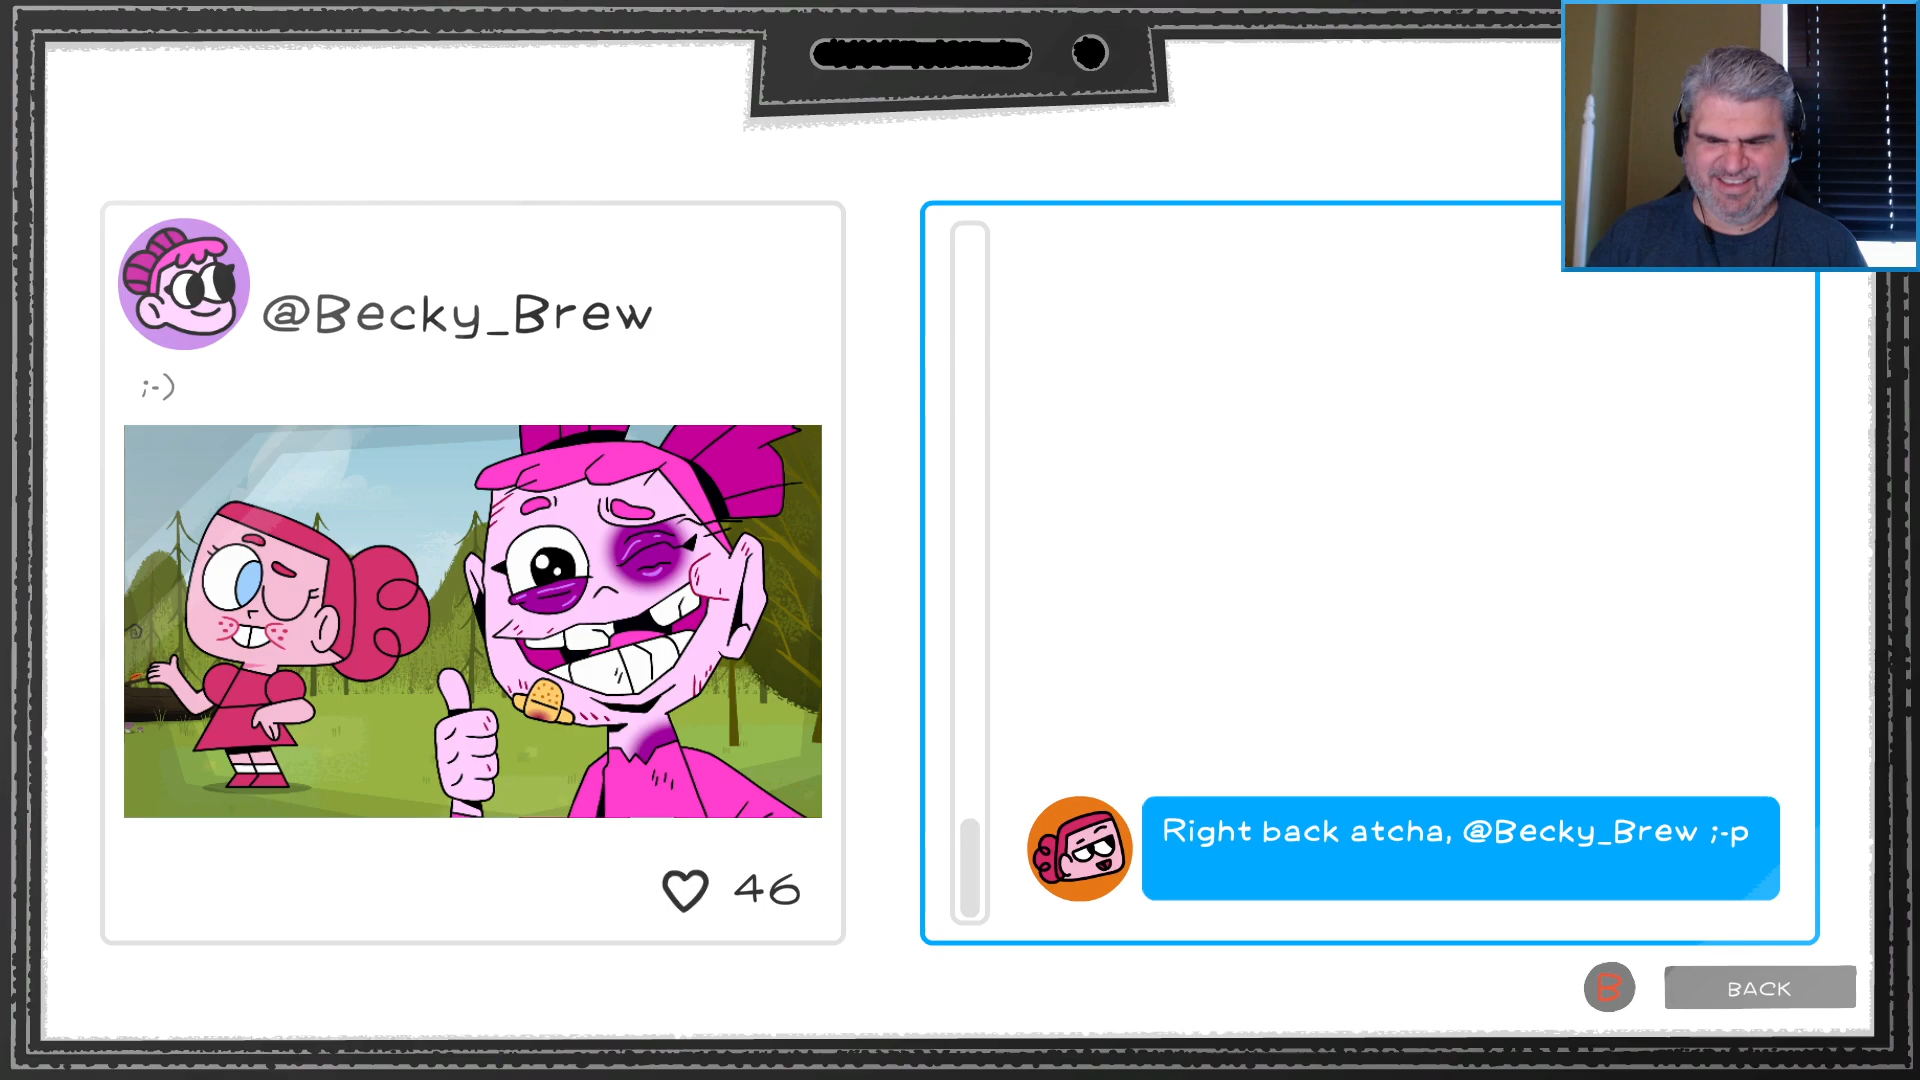 @Becky_Brew
;-)
46
Right back atcha, @Becky_Brew ;-p
B
BACK